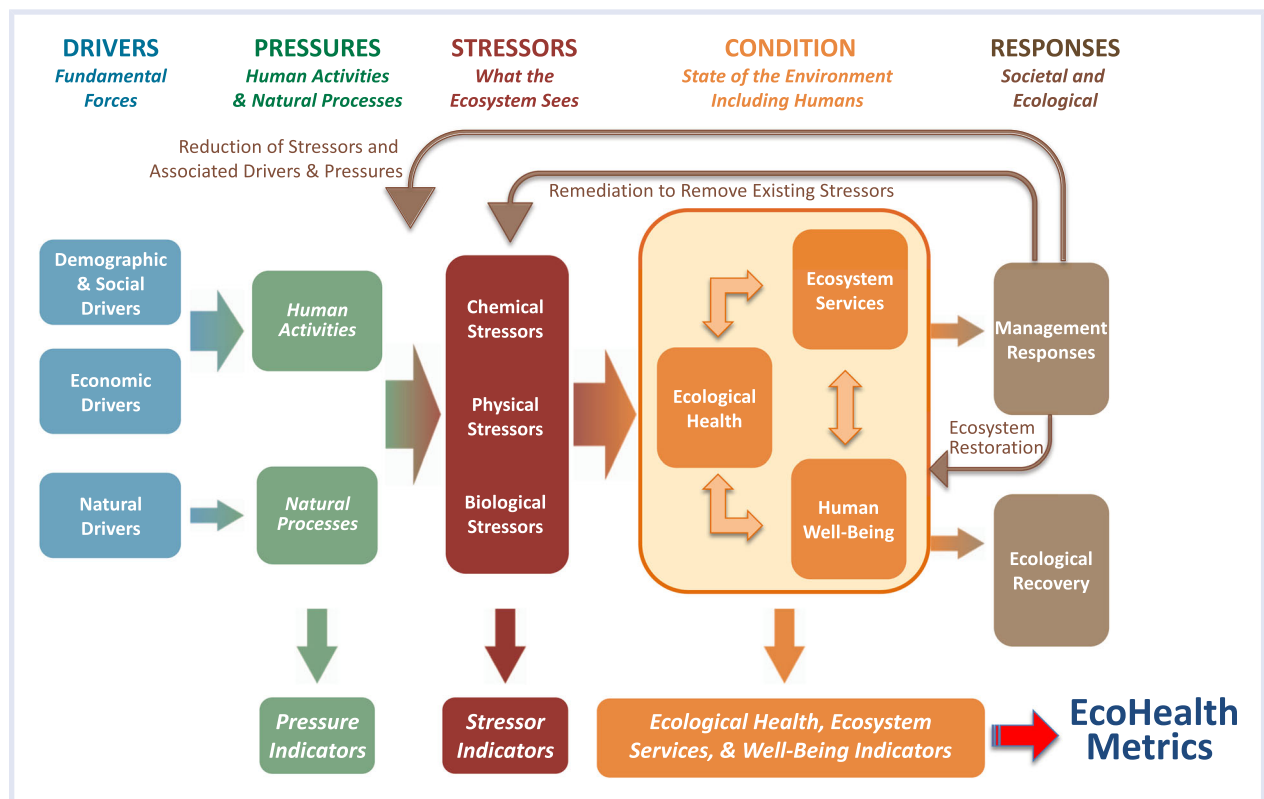 DRIVERS
Fundamental
Forces
PRESSURES
Human Activities
& Natural Processes
STRESSORS
What the
Ecosystem Sees
CONDITION
State of the Environment
Including Humans
RESPONSES
Societal and
Ecological
Reduction of Stressors and
Associated Drivers & Pressures
Remediation to Remove Existing Stressors
Demographic
& Social
Drivers
Economic
Drivers
Natural
Drivers
Human
Activities
Natural
Processes
Chemical
Stressors
Physical
Stressors
Biological
Stressors
Ecological
Health
Ecosystem
Services
Human
Well-Being
Management
Responses
Ecosystem
Restoration
Ecological
Recovery
Pressure
Indicators
Stressor
Indicators
Ecological Health, Ecosystem
Services, & Well-Being Indicators
EcoHealth
Metrics